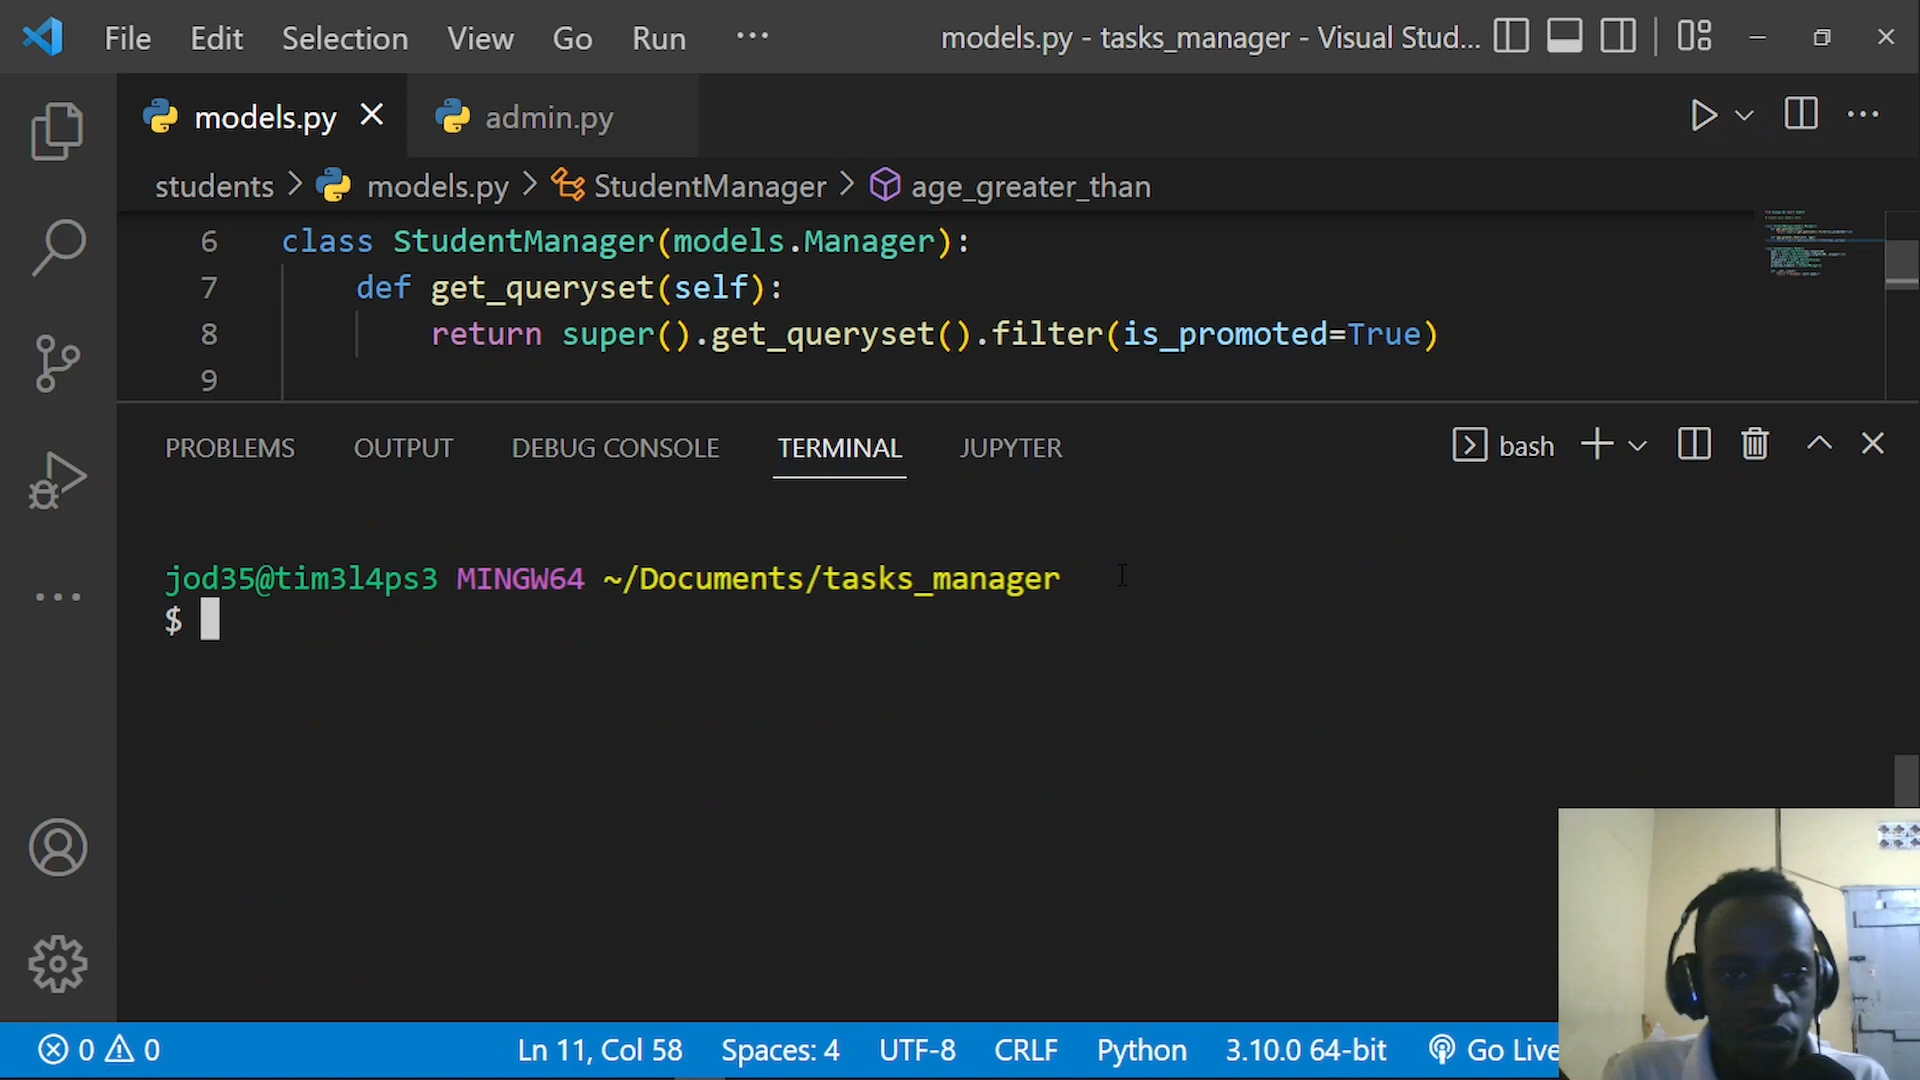 File Edit Selection View Go Run ··· models.py - tasks_manager - Visual Stud...
models.py admin.py
students > models.py > StudentManager > age_greater_than
6 class StudentManager(models.Manager):
7 def get_queryset(self):
8 return super().get_queryset().filter(is_promoted=True)
9
PROBLEMS OUTPUT DEBUG CONSOLE TERMINAL JUPYTER bash
jod35@tim3l4ps3 MINGW64 ~/Documents/tasks_manager
$
0 0 Ln 11, Col 58 Spaces: 4 UTF-8 CRLF Python 3.10.0 64-bit Go Live